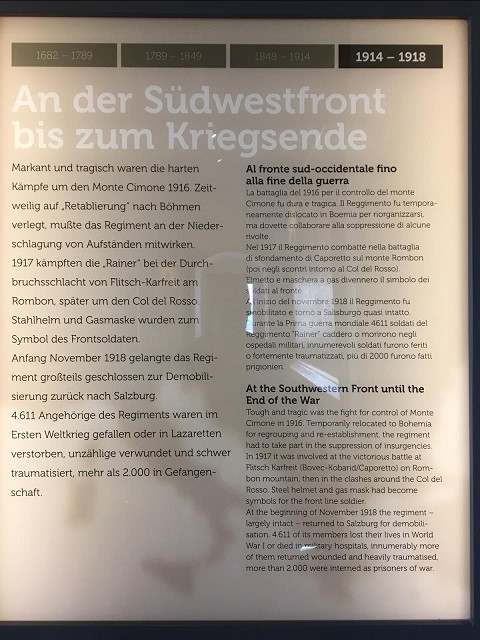 1682 – 1789
1789 – 1849
1848 – 1914
1914 – 1918
An der Südwestfront
bis zum Kriegsende
Markant und tragisch waren die harten
Kämpfe um den Monte Cimone 1916. Zeit-
weilig auf „Retablierung" nach Böhmen
verlegt, mußte das Regiment an der Nieder-
schlagung von Aufständen mitwirken.
1917 kämpften die „Rainer" bei der Durch-
bruchsschlacht von Flitsch-Karfreit am
Rombon, später um den Col del Rosso.
Stahlhelm und Gasmaske wurden zum
Symbol des Frontsoldaten.
Anfang November 1918 gelangte das Regi-
ment großteils geschlossen zur Demobili-
sierung zurück nach Salzburg.
4.611 Angehörige des Regiments waren im
Ersten Weltkrieg gefallen oder in Lazaretten
verstorben, unzählige verwundet und schwer
traumatisiert, mehr als 2.000 in Gefangen-
schaft.
Al fronte sud-occidentale fino
alla fine della guerra
La battaglia del 1916 per il controllo del monte
Cimone fu dura e tragica. Il Reggimento fu tempora-
neamente dislocato in Boemia per riorganizzarsi,
ma dovette collaborare alla soppressione di alcune
rivolte.
Nel 1917 il Reggimento combatté nella battaglia
di sfondamento di Caporetto sul monte Rombon
(poi negli scontri intorno al Col del Rosso).
Elmetto e maschera a gas divennero il simbolo dei
soldati al fronte.
All'inizio del novembre 1918 il Reggimento fu
smobilitato e tornò a Salisburgo quasi intatto.
Durante la Prima guerra mondiale 4611 soldati del
Reggimento "Rainer" caddero o morirono negli
ospedali militari, innumerevoli soldati furono feriti
o fortemente traumatizzati, più di 2000 furono fatti
prigionieri.
At the Southwestern Front until the
End of the War
Tough and tragic was the fight for control of Monte
Cimone in 1916. Temporarily relocated to Bohemia
for regrouping and re-establishment, the regiment
had to take part in the suppression of insurgencies.
In 1917 it was involved at the victorious battle at
Flitsch Karfreit (Bovec-Kobarid/Caporetto) on Rom-
bon mountain, then in the clashes around the Col del
Rosso. Steel helmet and gas mask had become
symbols for the front line soldier.
At the beginning of November 1918 the regiment –
largely intact – returned to Salzburg for demobili-
sation. 4.611 of its members lost their lives in World
War I or died in military hospitals, innumerably more
of them returned wounded and heavily traumatised,
more than 2.000 were interned as prisoners of war.